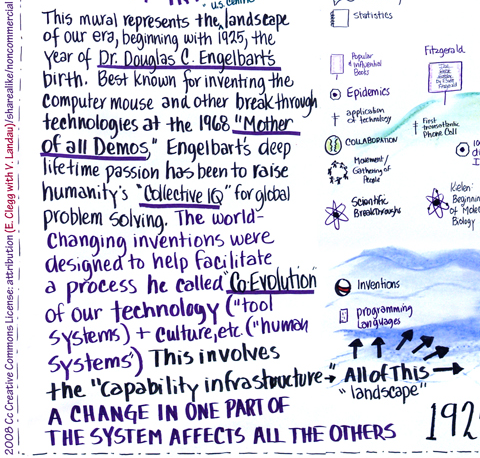 U.S. Centric
This mural represents the landscape
of our era, beginning with 1925, the
year of Dr. Douglas C. Engelbart's
birth. Best known for inventing the
computer mouse and other breakthrough
technologies at the 1968 "Mother
of all Demos," Engelbart's deep
lifetime passion has been to raise
humanity's "Collective IQ" for global
problem solving. The world-
Changing inventions were
designed to help facilitate
a process he called "Co-Evolution"
of our technology ("tool
systems) + culture, etc ("human
systems") This involves
the "capability infrastructure→
A CHANGE IN ONE PART OF
THE SYSTEM AFFECTS ALL THE OTHERS
Statistics
Popular
& influential
Books
Fitzgerald
Epidemics
application
of technology
first
transatlantic
Phone Call
COLLABORATION
Movement/
Gathering of
People
Scientific
Breakthroughs
Kelen:
Beginning
of Molec
Biology
Inventions
programming
languages
All of This
"landscape"
192
2008 Cc Creative Commons License: attribution (E. Clegg with V. Landau)/sharealike/noncommercial